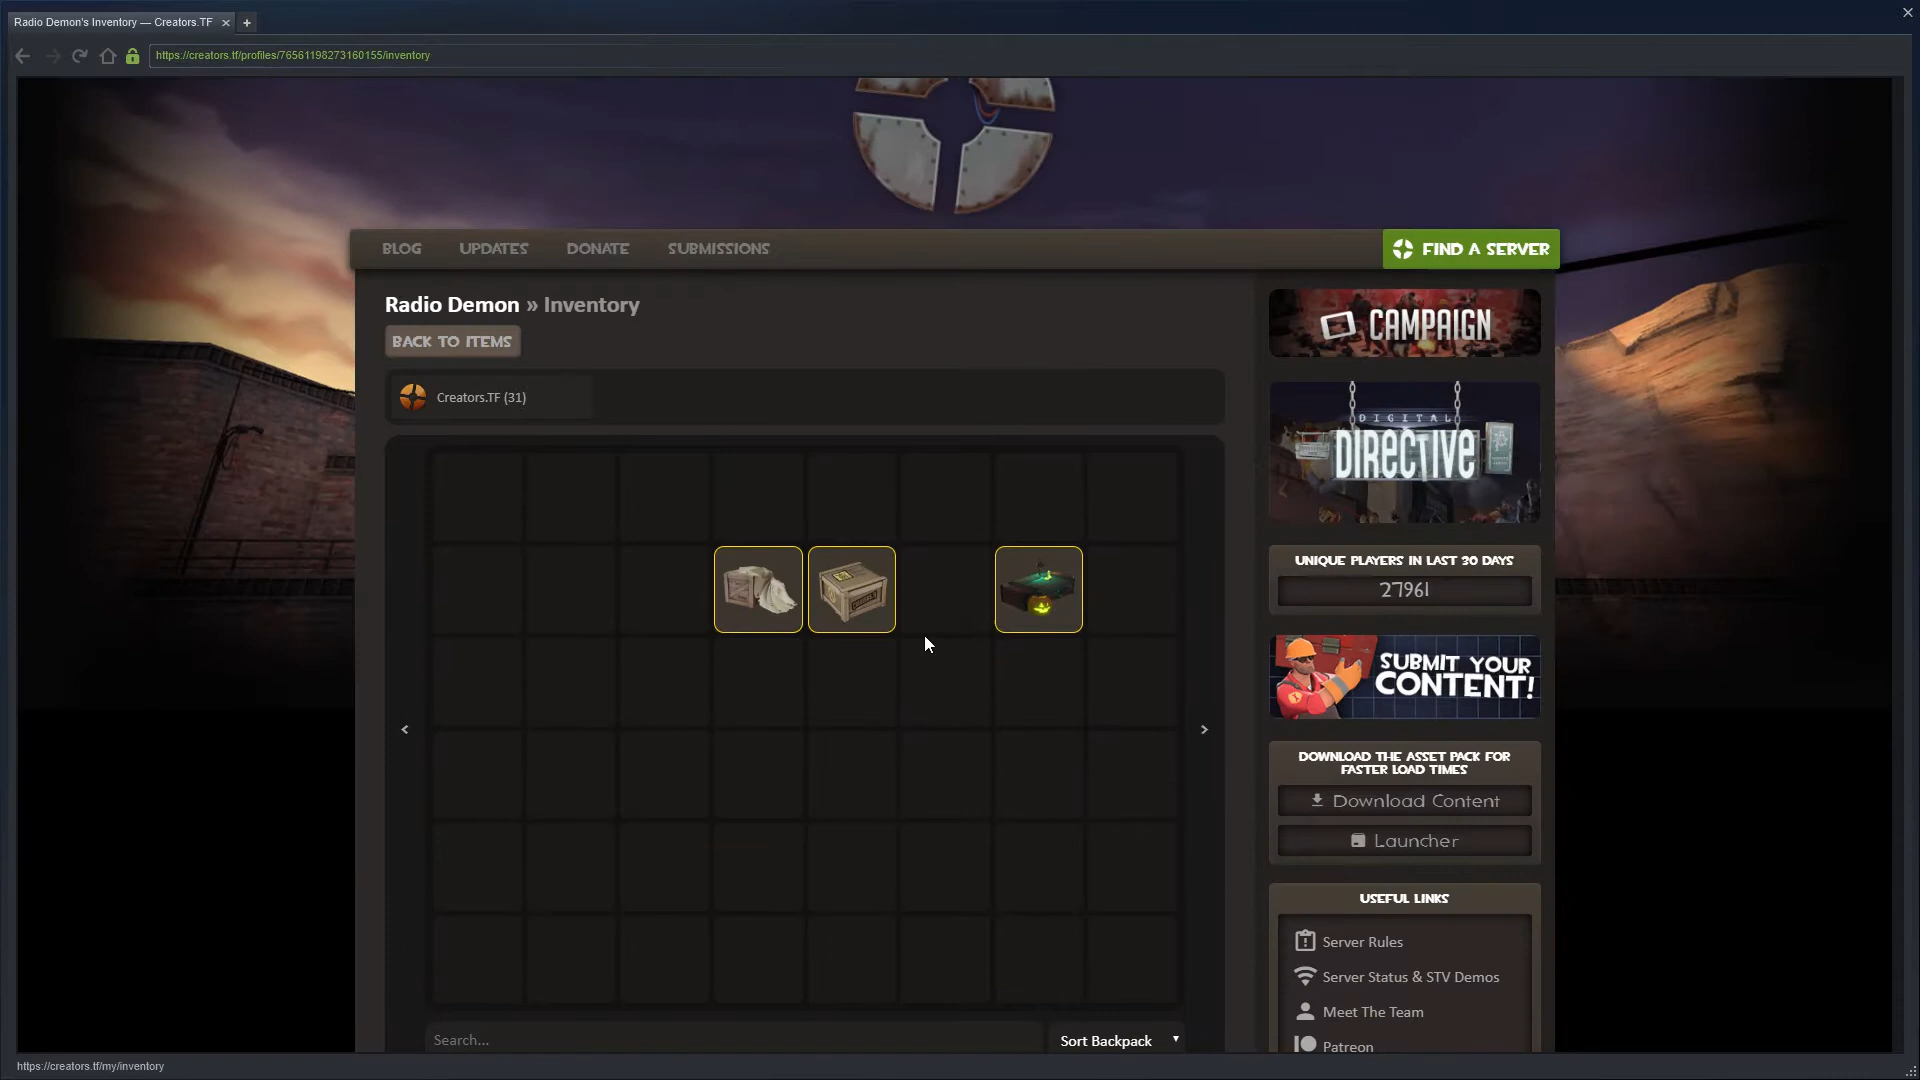 Radio Demon's Inventory — Creators.TF
https://creators.tf/profiles/76561198273160155/inventory
BLOG
UPDATES
DONATE
SUBMISSIONS
FIND A SERVER
Radio Demon » Inventory
BACK TO ITEMS
Creators.TF (31)
CAMPAIGN
DIGITAL
DIRECTIVE
UNIQUE PLAYERS IN LAST 30 DAYS
27961
SUBMIT YOUR
CONTENT!
DOWNLOAD THE ASSET PACK FOR
FASTER LOAD TIMES
Download Content
Launcher
USEFUL LINKS
Server Rules
Server Status & STV Demos
Meet The Team
Patreon
Search...
Sort Backpack
https://creators.tf/my/inventory